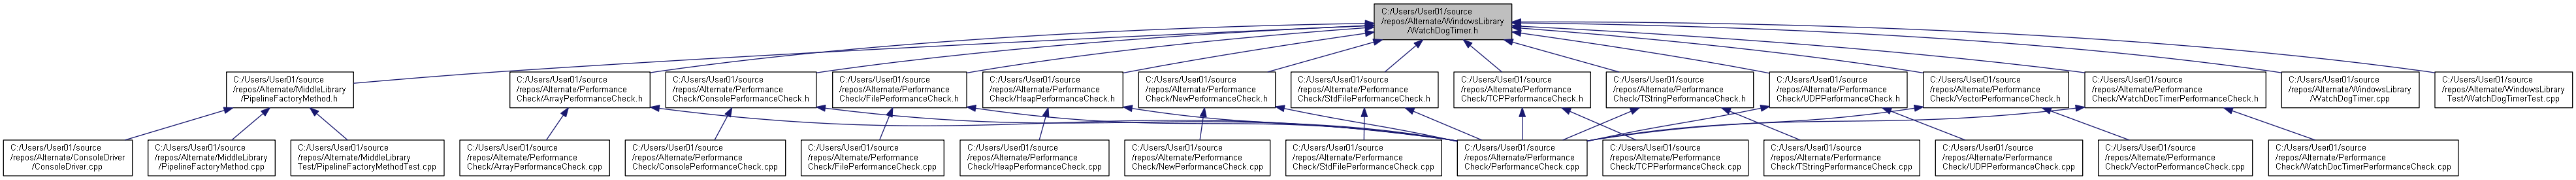 C:/Users/User01/source
/repos/Alternate/WindowsLibrary
/WatchDogTimer.h
C:/Users/User01/source
/repos/Alternate/MiddleLibrary
/PipelineFactoryMethod.h
C:/Users/User01/source
/repos/Alternate/Performance
Check/ArrayPerformanceCheck.h
C:/Users/User01/source
/repos/Alternate/Performance
Check/ConsolePerformanceCheck.h
C:/Users/User01/source
/repos/Alternate/Performance
Check/FilePerformanceCheck.h
C:/Users/User01/source
/repos/Alternate/Performance
Check/HeapPerformanceCheck.h
C:/Users/User01/source
/repos/Alternate/Performance
Check/NewPerformanceCheck.h
C:/Users/User01/source
/repos/Alternate/Performance
Check/StdFilePerformanceCheck.h
C:/Users/User01/source
/repos/Alternate/Performance
Check/TCPPerformanceCheck.h
C:/Users/User01/source
/repos/Alternate/Performance
Check/TStringPerformanceCheck.h
C:/Users/User01/source
/repos/Alternate/Performance
Check/UDPPerformanceCheck.h
C:/Users/User01/source
/repos/Alternate/Performance
Check/VectorPerformanceCheck.h
C:/Users/User01/source
/repos/Alternate/Performance
Check/WatchDocTimerPerformanceCheck.h
C:/Users/User01/source
/repos/Alternate/WindowsLibrary
/WatchDogTimer.cpp
C:/Users/User01/source
/repos/Alternate/WindowsLibrary
Test/WatchDogTimerTest.cpp
C:/Users/User01/source
/repos/Alternate/ConsoleDriver
/ConsoleDriver.cpp
C:/Users/User01/source
/repos/Alternate/MiddleLibrary
/PipelineFactoryMethod.cpp
C:/Users/User01/source
/repos/Alternate/MiddleLibrary
Test/PipelineFactoryMethodTest.cpp
C:/Users/User01/source
/repos/Alternate/Performance
Check/ArrayPerformanceCheck.cpp
C:/Users/User01/source
/repos/Alternate/Performance
Check/ConsolePerformanceCheck.cpp
C:/Users/User01/source
/repos/Alternate/Performance
Check/FilePerformanceCheck.cpp
C:/Users/User01/source
/repos/Alternate/Performance
Check/HeapPerformanceCheck.cpp
C:/Users/User01/source
/repos/Alternate/Performance
Check/NewPerformanceCheck.cpp
C:/Users/User01/source
/repos/Alternate/Performance
Check/StdFilePerformanceCheck.cpp
C:/Users/User01/source
/repos/Alternate/Performance
Check/PerformanceCheck.cpp
C:/Users/User01/source
/repos/Alternate/Performance
Check/TCPPerformanceCheck.cpp
C:/Users/User01/source
/repos/Alternate/Performance
Check/TStringPerformanceCheck.cpp
C:/Users/User01/source
/repos/Alternate/Performance
Check/UDPPerformanceCheck.cpp
C:/Users/User01/source
/repos/Alternate/Performance
Check/VectorPerformanceCheck.cpp
C:/Users/User01/source
/repos/Alternate/Performance
Check/WatchDocTimerPerformanceCheck.cpp